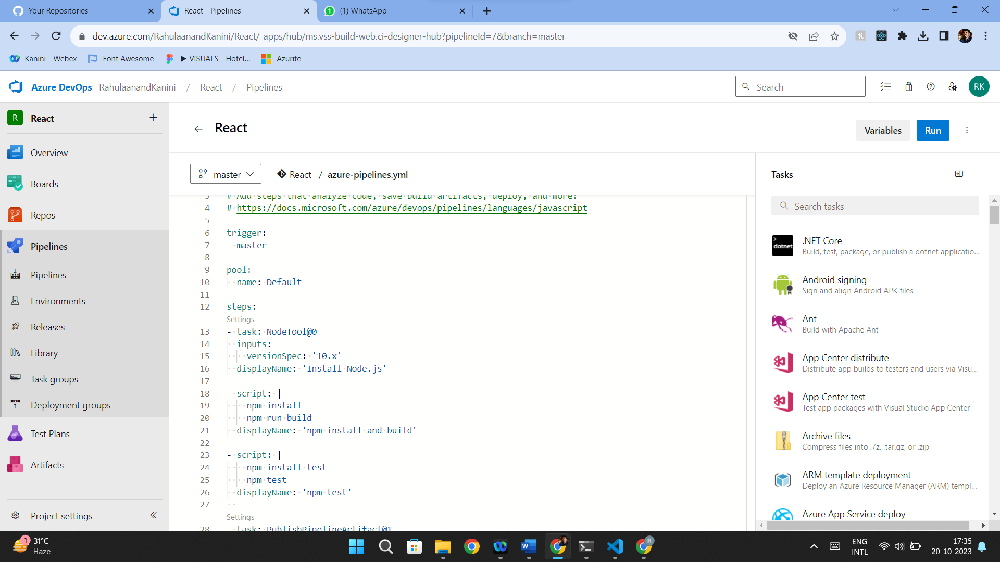 Your Repositories
React - Pipelines
(1) WhatsApp
dev.azure.com/RahulaanandKanini/React/_apps/hub/ms.vss-build-web.ci-designer-hub?pipelineId=7&branch=master
Kanini - Webex
Font Awesome
▶ VISUALS - Hotel...
Azurite
Azure DevOps RahulaanandKanini / React / Pipelines
Search
RK
R React
Overview
Boards
Repos
Pipelines
Pipelines
Environments
Releases
Library
Task groups
Deployment groups
Test Plans
Artifacts
Project settings
React
Variables
Run
master
React / azure-pipelines.yml
3 # Add steps that analyze code, save build artifacts, deploy, and more:
4 # https://docs.microsoft.com/azure/devops/pipelines/languages/javascript
5
6 trigger:
7 - master
8
9 pool:
10 name: Default
11
12 steps:
Settings
13 - task: NodeTool@0
14 inputs:
15 versionSpec: '10.x'
16 displayName: 'Install Node.js'
17
18 - script: |
19 npm install
20 npm run build
21 displayName: 'npm install and build'
22
23 - script: |
24 npm install test
25 npm test
26 displayName: 'npm test'
27
Settings
28 - task: PublishPipelineArtifact@1
Tasks
Search tasks
dotnet
.NET Core
Build, test, package, or publish a dotnet applicatio...
Android signing
Sign and align Android APK files
Ant
Build with Apache Ant
App Center distribute
Distribute app builds to testers and users via Visu...
App Center test
Test app packages with Visual Studio App Center
Archive files
Compress files into .7z, .tar.gz, or .zip
ARM template deployment
Deploy an Azure Resource Manager (ARM) templ...
Azure App Service deploy
1
31°C
Haze
R
ENG
INTL
17:35
20-10-2023